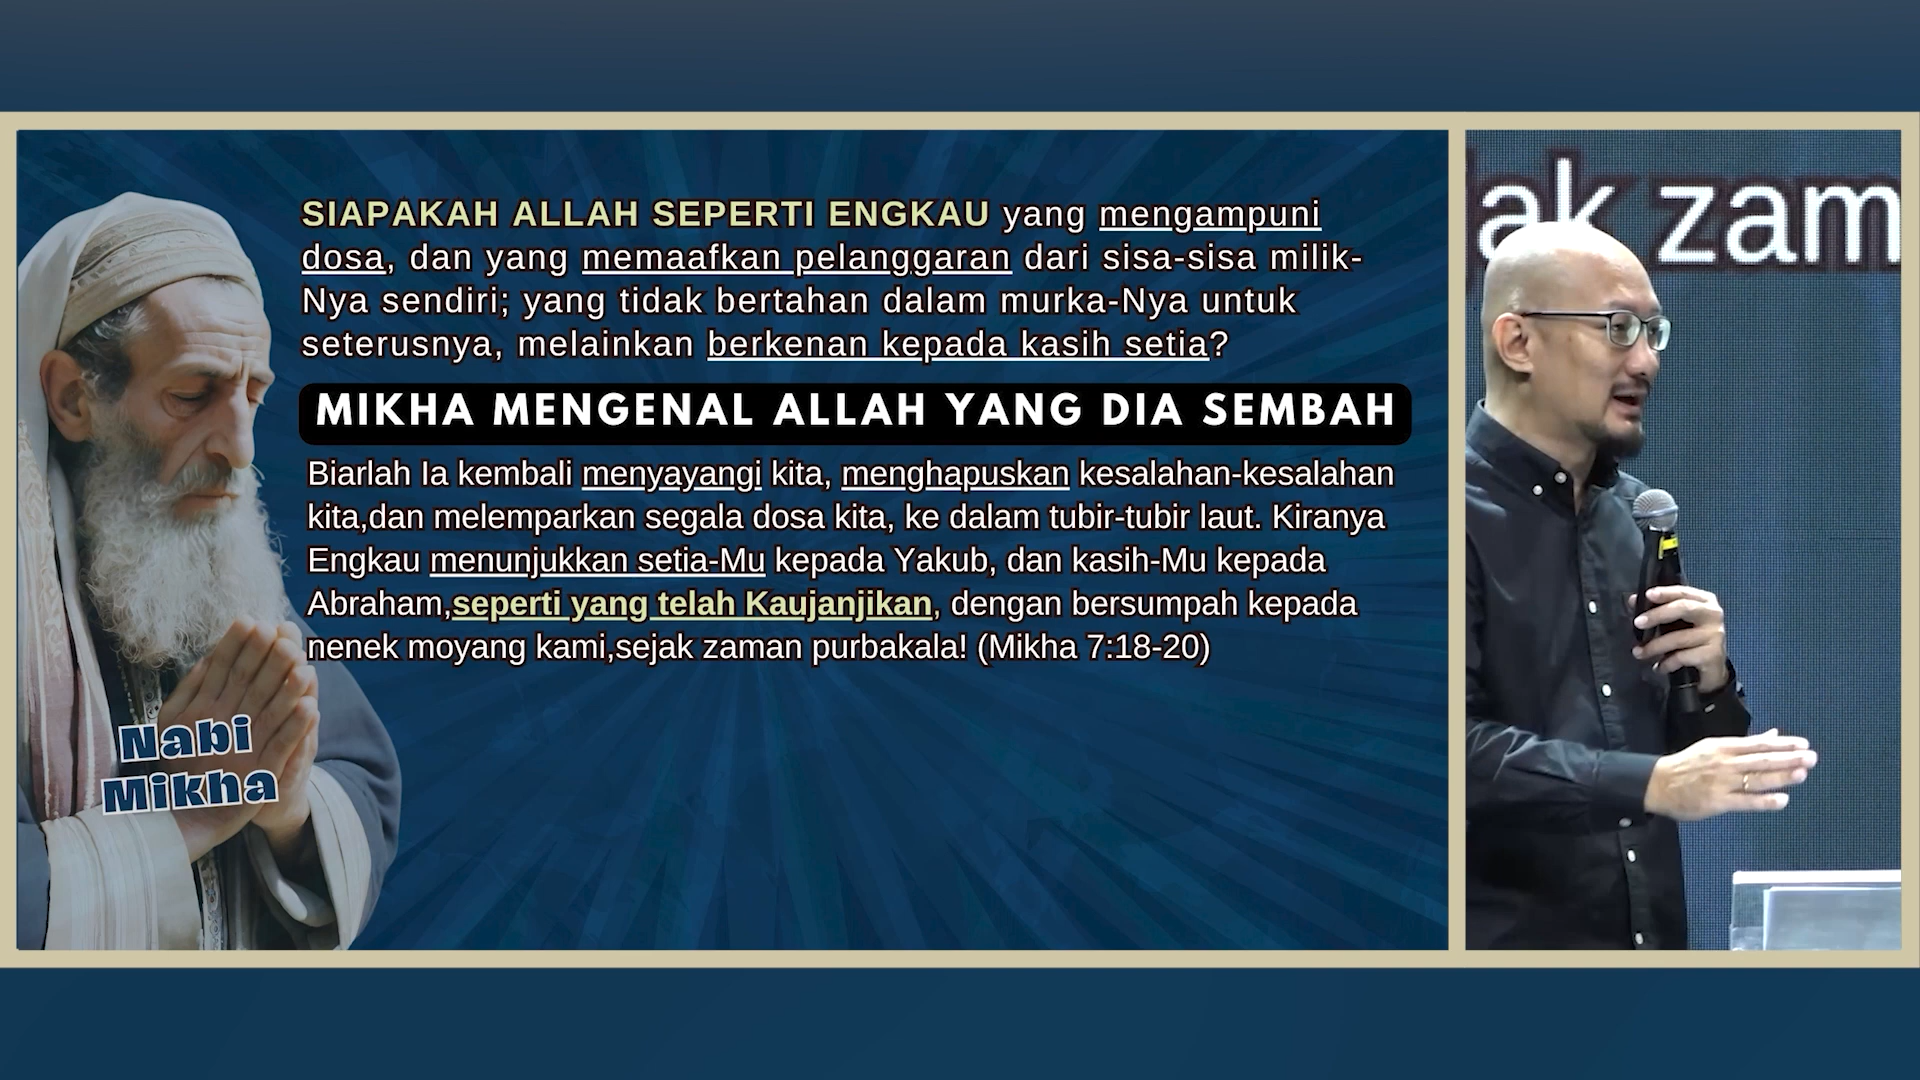 SIAPAKAH ALLAH SEPERTI ENGKAU yang mengampuni
dosa, dan yang memaafkan pelanggaran dari sisa-sisa milik-
Nya sendiri; yang tidak bertahan dalam murka-Nya untuk
seterusnya, melainkan berkenan kepada kasih setia?
MIKHA MENGENAL ALLAH YANG DIA SEMBAH
Biarlah Ia kembali menyayangi kita, menghapuskan kesalahan-kesalahan
kita,dan melemparkan segala dosa kita, ke dalam tubir-tubir laut. Kiranya
Engkau menunjukkan setia-Mu kepada Yakub, dan kasih-Mu kepada
Abraham,seperti yang telah Kaujanjikan, dengan bersumpah kepada
nenek moyang kami,sejak zaman purbakala! (Mikha 7:18-20)
Nabi
Mikha
ak zam